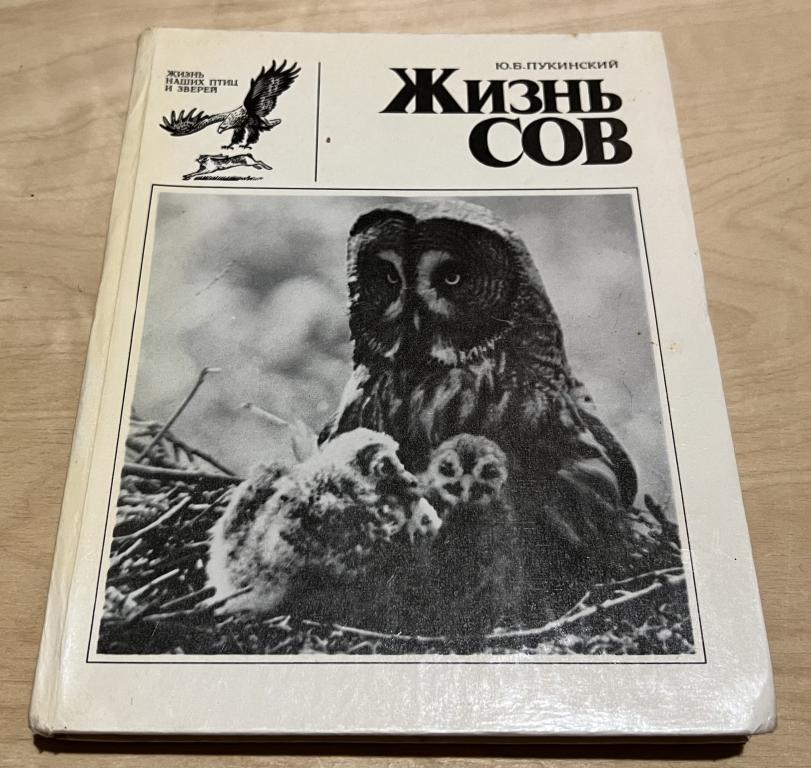 ЖИЗНЬ
НАШИХ ПТИЦ
И ЗВЕРЕЙ
Ю.Б.ПУКИНСКИЙ
ЖИЗНЬ
СОВ